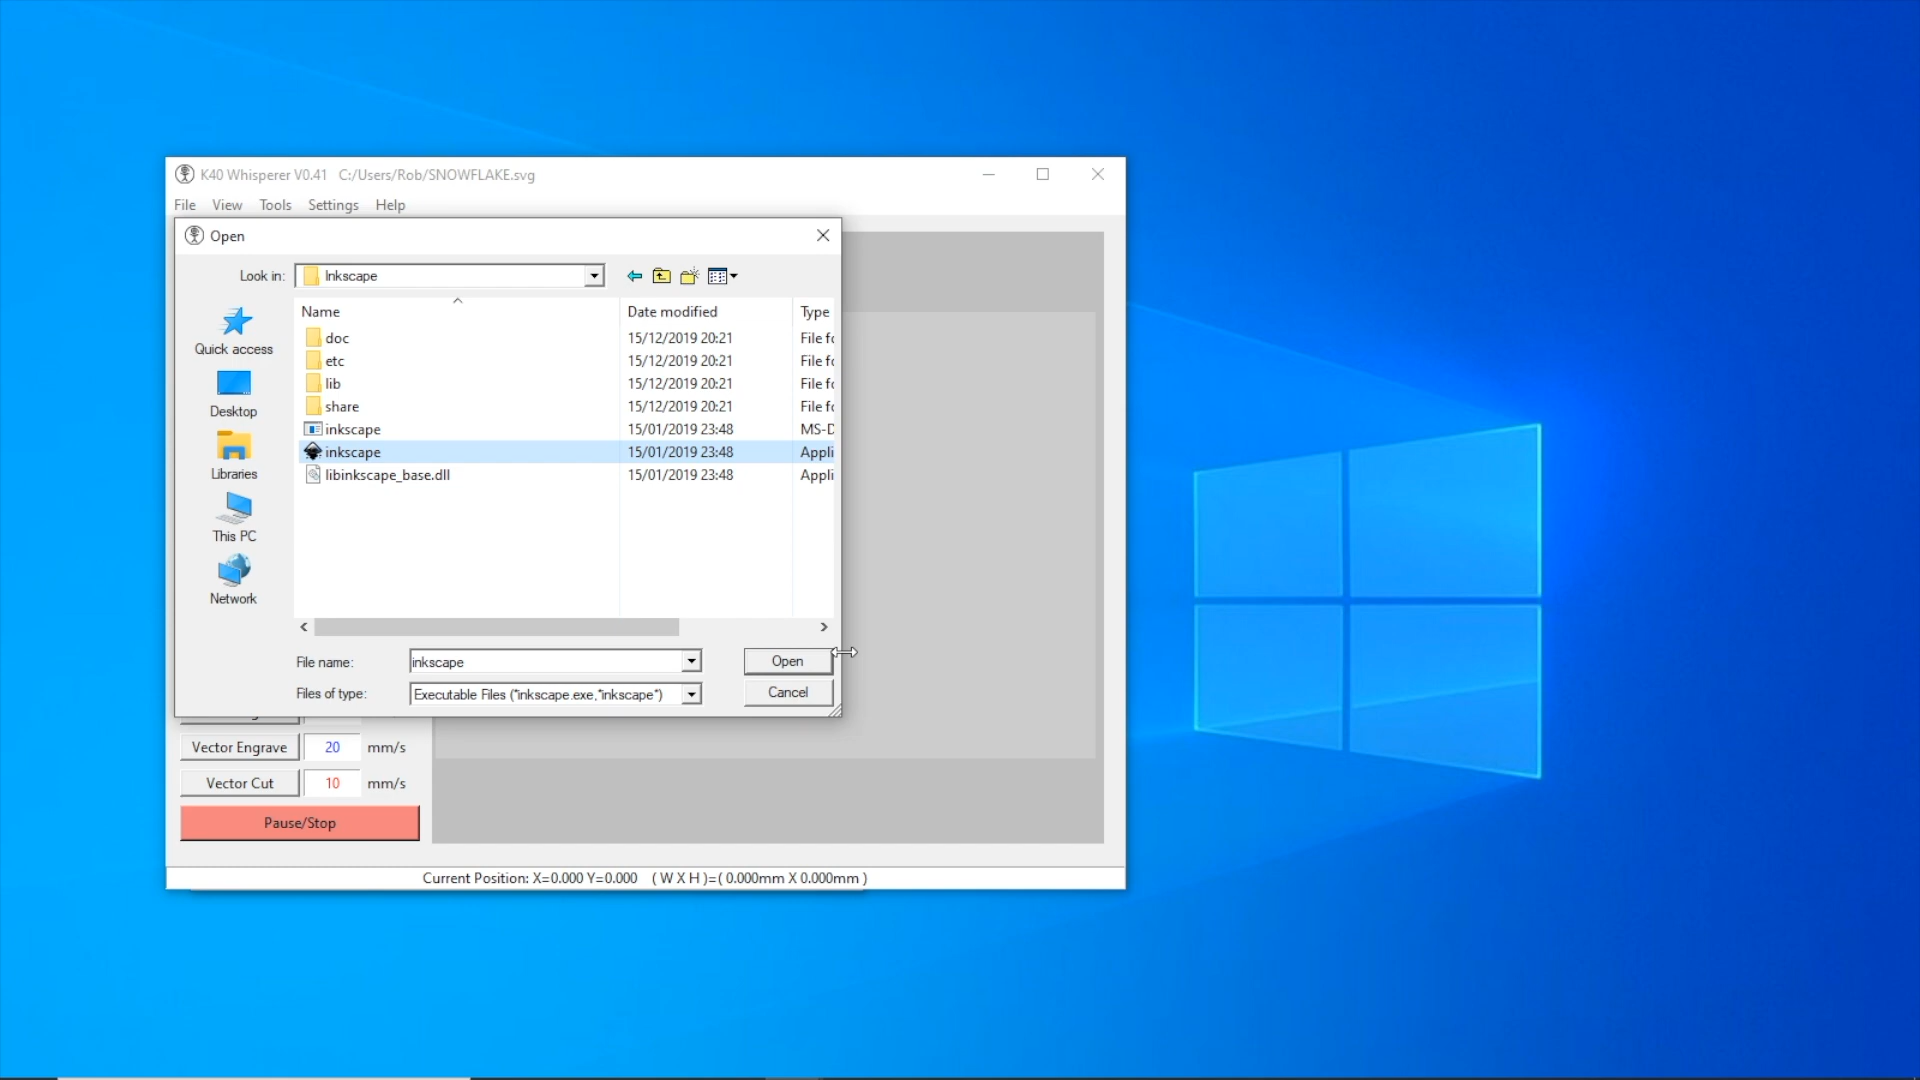 K40 Whisperer V0.41 C:/Users/Rob/SNOWFLAKE.svg
File View Tools Settings Help
Open
Look in: Inkscape
Name Date modified Type
doc 15/12/2019 20:21 File fo
etc 15/12/2019 20:21 File fo
lib 15/12/2019 20:21 File fo
share 15/12/2019 20:21 File fo
inkscape 15/01/2019 23:48 MS-D
inkscape 15/01/2019 23:48 Appli
libinkscape_base.dll 15/01/2019 23:48 Appli
Quick access
Desktop
Libraries
This PC
Network
File name: inkscape Open
Files of type: Executable Files (*inkscape.exe,*inkscape*) Cancel
Vector Engrave 20 mm/s
Vector Cut 10 mm/s
Pause/Stop
Current Position: X=0.000 Y=0.000 ( W X H )=( 0.000mm X 0.000mm )